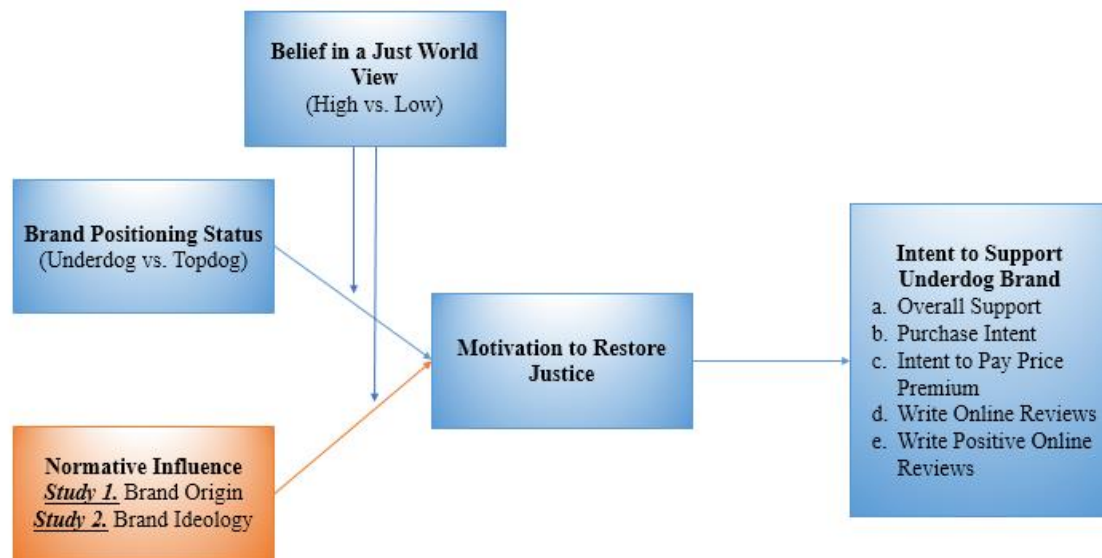 Belief in a Just World
View
(High vs. Low)
Brand Positioning Status
(Underdog vs. Topdog)
Motivation to Restore
Justice
Normative Influence
Study 1. Brand Origin
Study 2. Brand Ideology
Intent to Support
Underdog Brand
a. Overall Support
b. Purchase Intent
c. Intent to Pay Price
Premium
d. Write Online Reviews
e. Write Positive Online
Reviews